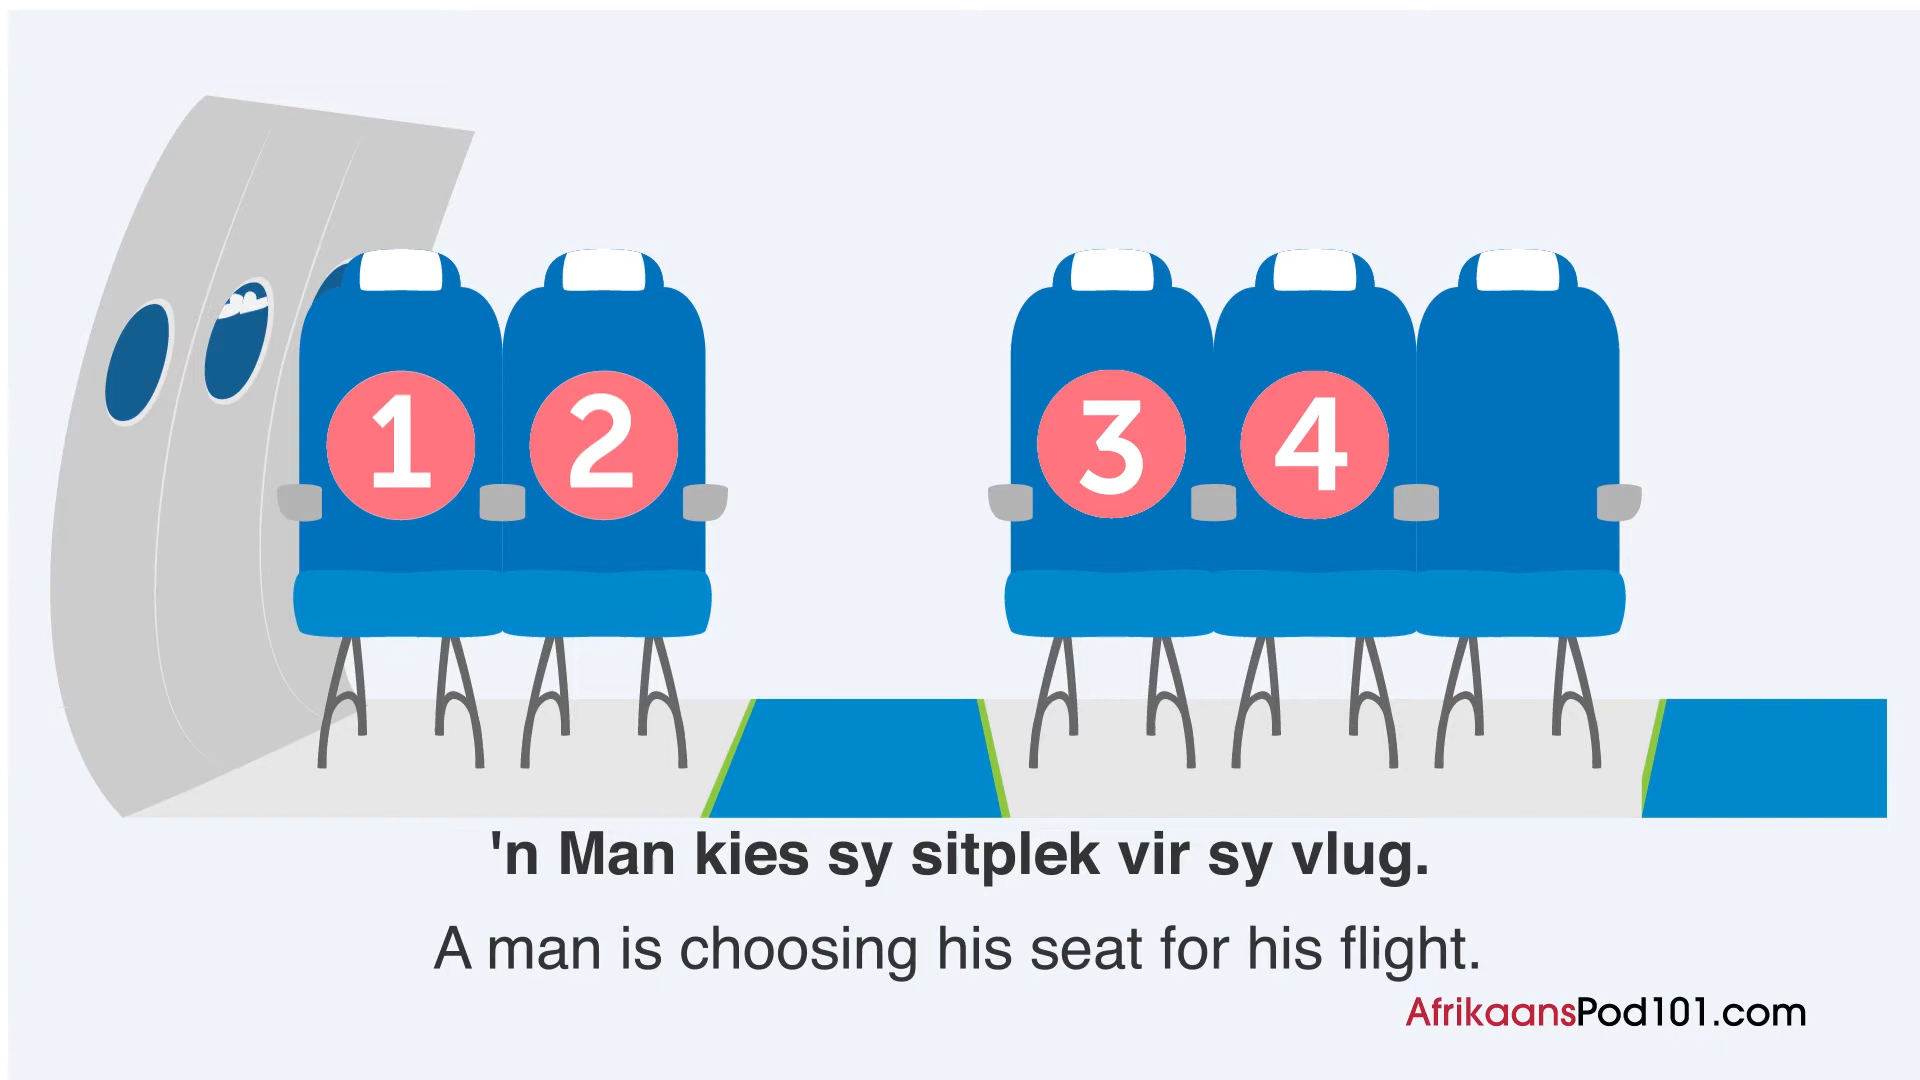 1 2 3 4
'n Man kies sy sitplek vir sy vlug.
A man is choosing his seat for his flight.
AfrikaansPod101.com